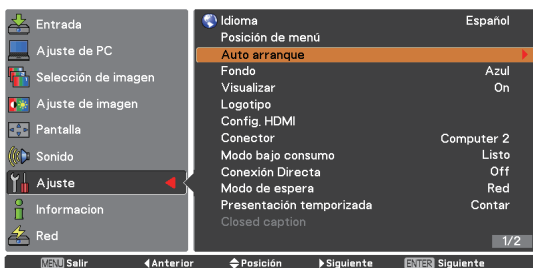 Entrada
Ajuste de PC
Selección de imagen
Ajuste de imagen
Pantalla
Sonido
Ajuste
Informacion
Red
Idioma Español
Posición de menú
Auto arranque
Fondo Azul
Visualizar On
Logotipo
Config. HDMI
Conector Computer 2
Modo bajo consumo Listo
Conexión Directa Off
Modo de espera Red
Presentación temporizada Contar
Closed caption
1/2
MENU Salir Anterior Posición Siguiente ENTER Siguiente